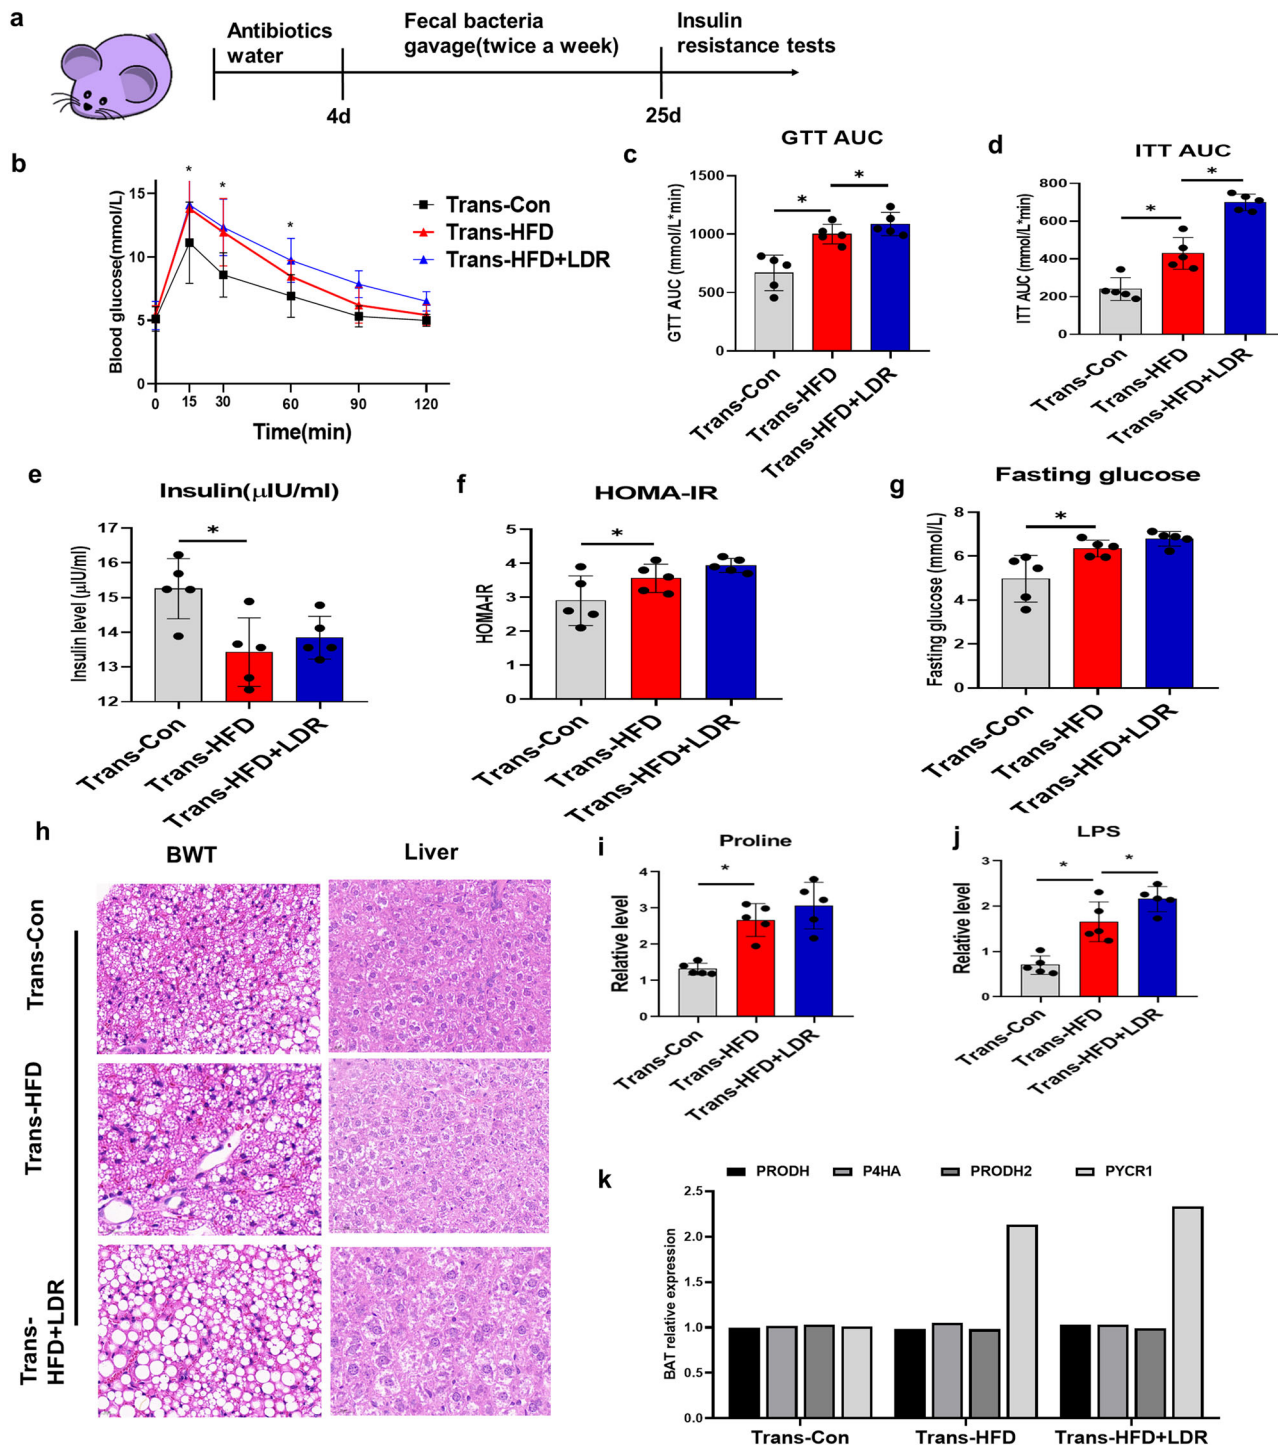 a
Antibiotics
water
Fecal bacteria
gavage(twice a week)
Insulin
resistance tests
4d
25d
b
Blood glucose(mmol/L)
15
10
5
0
*
*
*
0
15
30
60
90
120
Time(min)
Trans-Con
Trans-HFD
Trans-HFD+LDR
c
GTT AUC
GTT AUC (mmol/L*min)
1500
1000
500
0
*
*
Trans-Con
Trans-HFD
Trans-HFD+LDR
d
ITT AUC
ITT AUC (mmol/L*min)
800
600
400
200
0
*
*
Trans-Con
Trans-HFD
Trans-HFD+LDR
e
Insulin(μIU/ml)
Insulin level (μIU/ml)
17
16
15
14
13
12
*
Trans-Con
Trans-HFD
Trans-HFD+LDR
f
HOMA-IR
HOMA-IR
5
4
3
2
1
0
*
Trans-Con
Trans-HFD
Trans-HFD+LDR
g
Fasting glucose
Fasting glucose (mmol/L)
8
6
4
2
0
*
Trans-Con
Trans-HFD
Trans-HFD+LDR
h
BWT
Liver
Trans-Con
Trans-HFD
Trans-
HFD+LDR
i
Proline
Relative level
4
3
2
1
0
*
Trans-Con
Trans-HFD
Trans-HFD+LDR
j
LPS
Relative level
3
2
1
0
*
*
Trans-Con
Trans-HFD
Trans-HFD+LDR
k
PRODH
P4HA
PRODH2
PYCR1
BAT relative expression
2.5
2.0
1.5
1.0
0.5
0.0
Trans-Con
Trans-HFD
Trans-HFD+LDR